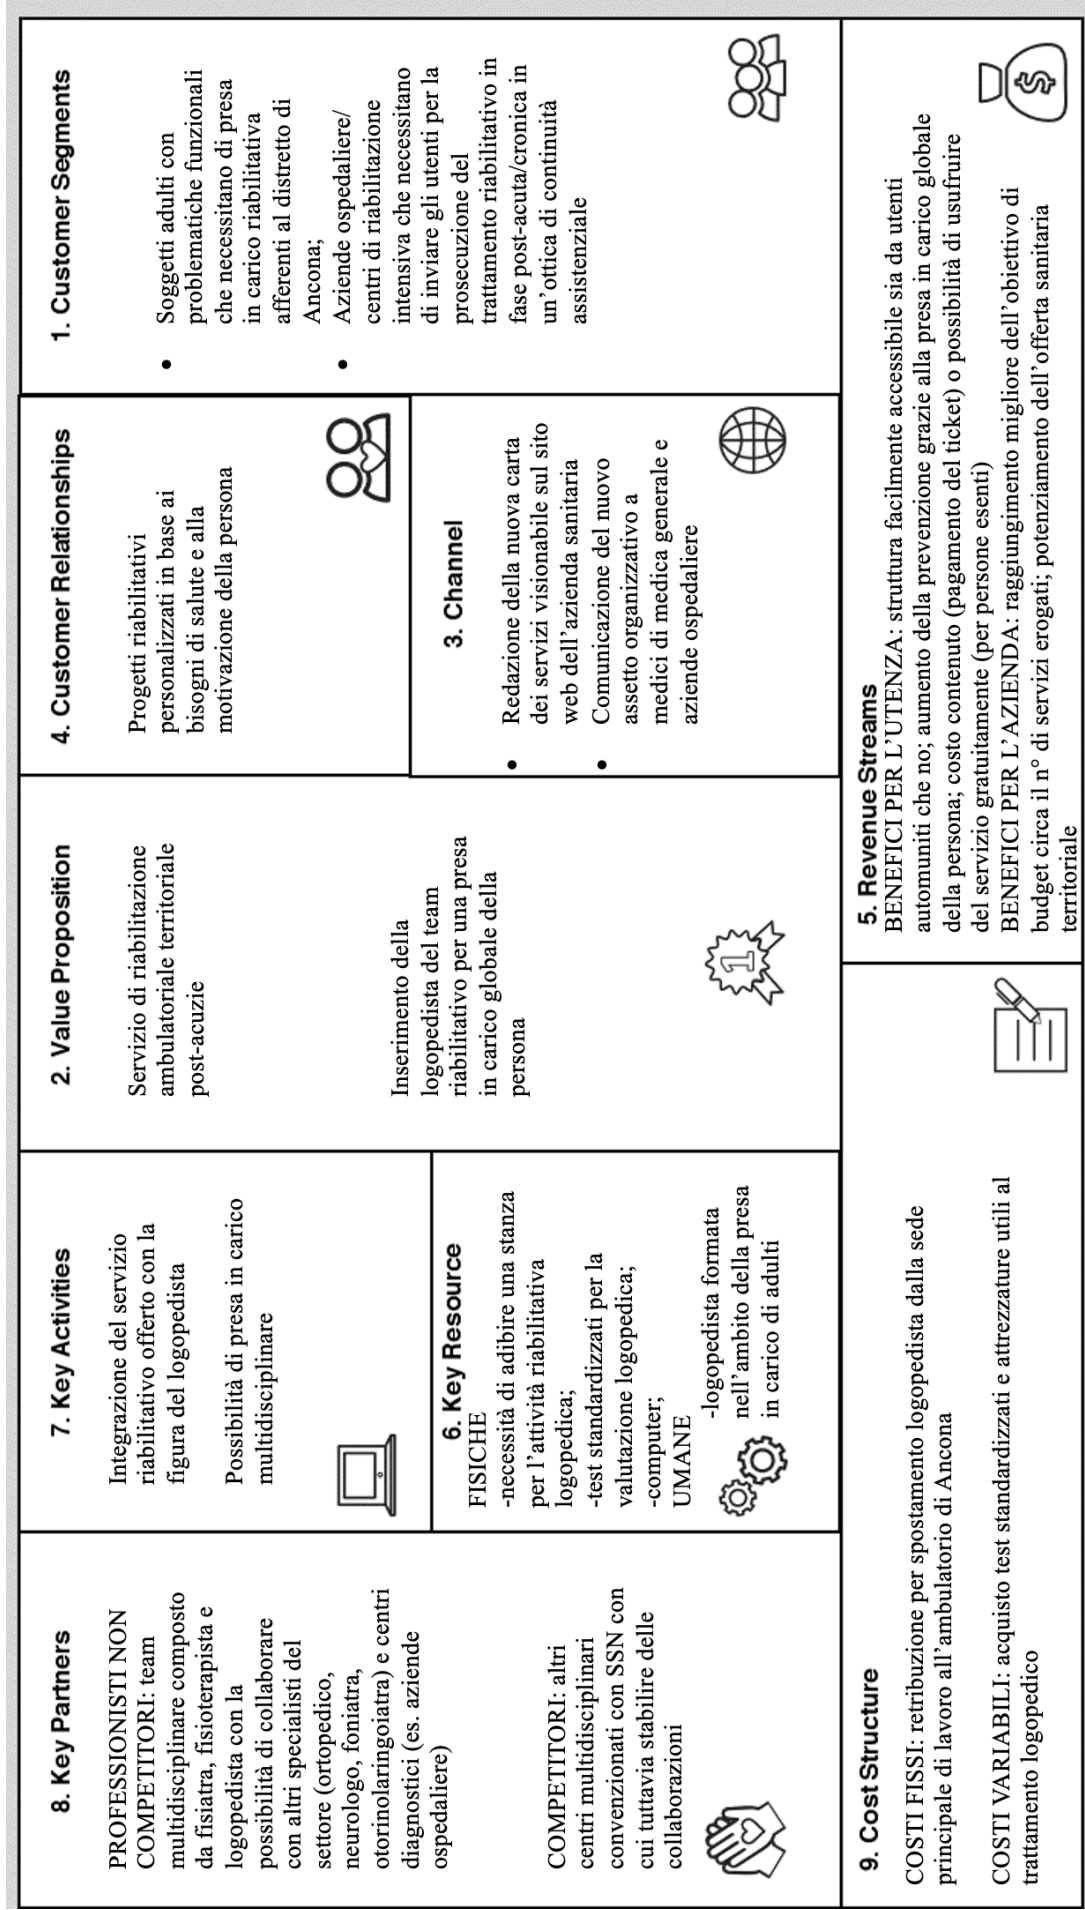 8. Key Partners
PROFESSIONISTI NON
COMPETITORI: team
multidisciplinare composto
da fisiatra, fisioterapista e
logopedista con la
possibilità di collaborare
con altri specialisti del
settore (ortopedico,
neurologo, foniatra,
otorinolaringoiatra) e centri
diagnostici (es. aziende
ospedaliere)
COMPETITORI: altri
centri multidisciplinari
convenzionati con SSN con
cui tuttavia stabilire delle
collaborazioni
7. Key Activities
Integrazione del servizio
riabilitativo offerto con la
figura del logopedista
Possibilità di presa in carico
multidisciplinare
6. Key Resource
FISICHE
-necessità di adibire una stanza
per l'attività riabilitativa
logopedica;
-test standardizzati per la
valutazione logopedica;
-computer;
UMANE
-logopedista formata
nell'ambito della presa
in carico di adulti
2. Value Proposition
Servizio di riabilitazione
ambulatoriale territoriale
post-acuzie
Inserimento della
logopedista del team
riabilitativo per una presa
in carico globale della
persona
1
4. Customer Relationships
Progetti riabilitativi
personalizzati in base ai
bisogni di salute e alla
motivazione della persona
3. Channel
• Redazione della nuova carta
dei servizi visionabile sul sito
web dell'azienda sanitaria
• Comunicazione del nuovo
assetto organizzativo a
medici di medica generale e
aziende ospedaliere
1. Customer Segments
• Soggetti adulti con
problematiche funzionali
che necessitano di presa
in carico riabilitativa
afferenti al distretto di
Ancona;
• Aziende ospedaliere/
centri di riabilitazione
intensiva che necessitano
di inviare gli utenti per la
prosecuzione del
trattamento riabilitativo in
fase post-acuta/cronica in
un'ottica di continuità
assistenziale
9. Cost Structure
COSTI FISSI: retribuzione per spostamento logopedista dalla sede
principale di lavoro all'ambulatorio di Ancona
COSTI VARIABILI: acquisto test standardizzati e attrezzature utili al
trattamento logopedico
5. Revenue Streams
BENEFICI PER L'UTENZA: struttura facilmente accessibile sia da utenti
automuniti che no; aumento della prevenzione grazie alla presa in carico globale
della persona; costo contenuto (pagamento del ticket) o possibilità di usufruire
del servizio gratuitamente (per persone esenti)
BENEFICI PER L'AZIENDA: raggiungimento migliore dell'obiettivo di
budget circa il n° di servizi erogati; potenziamento dell'offerta sanitaria
territoriale
$